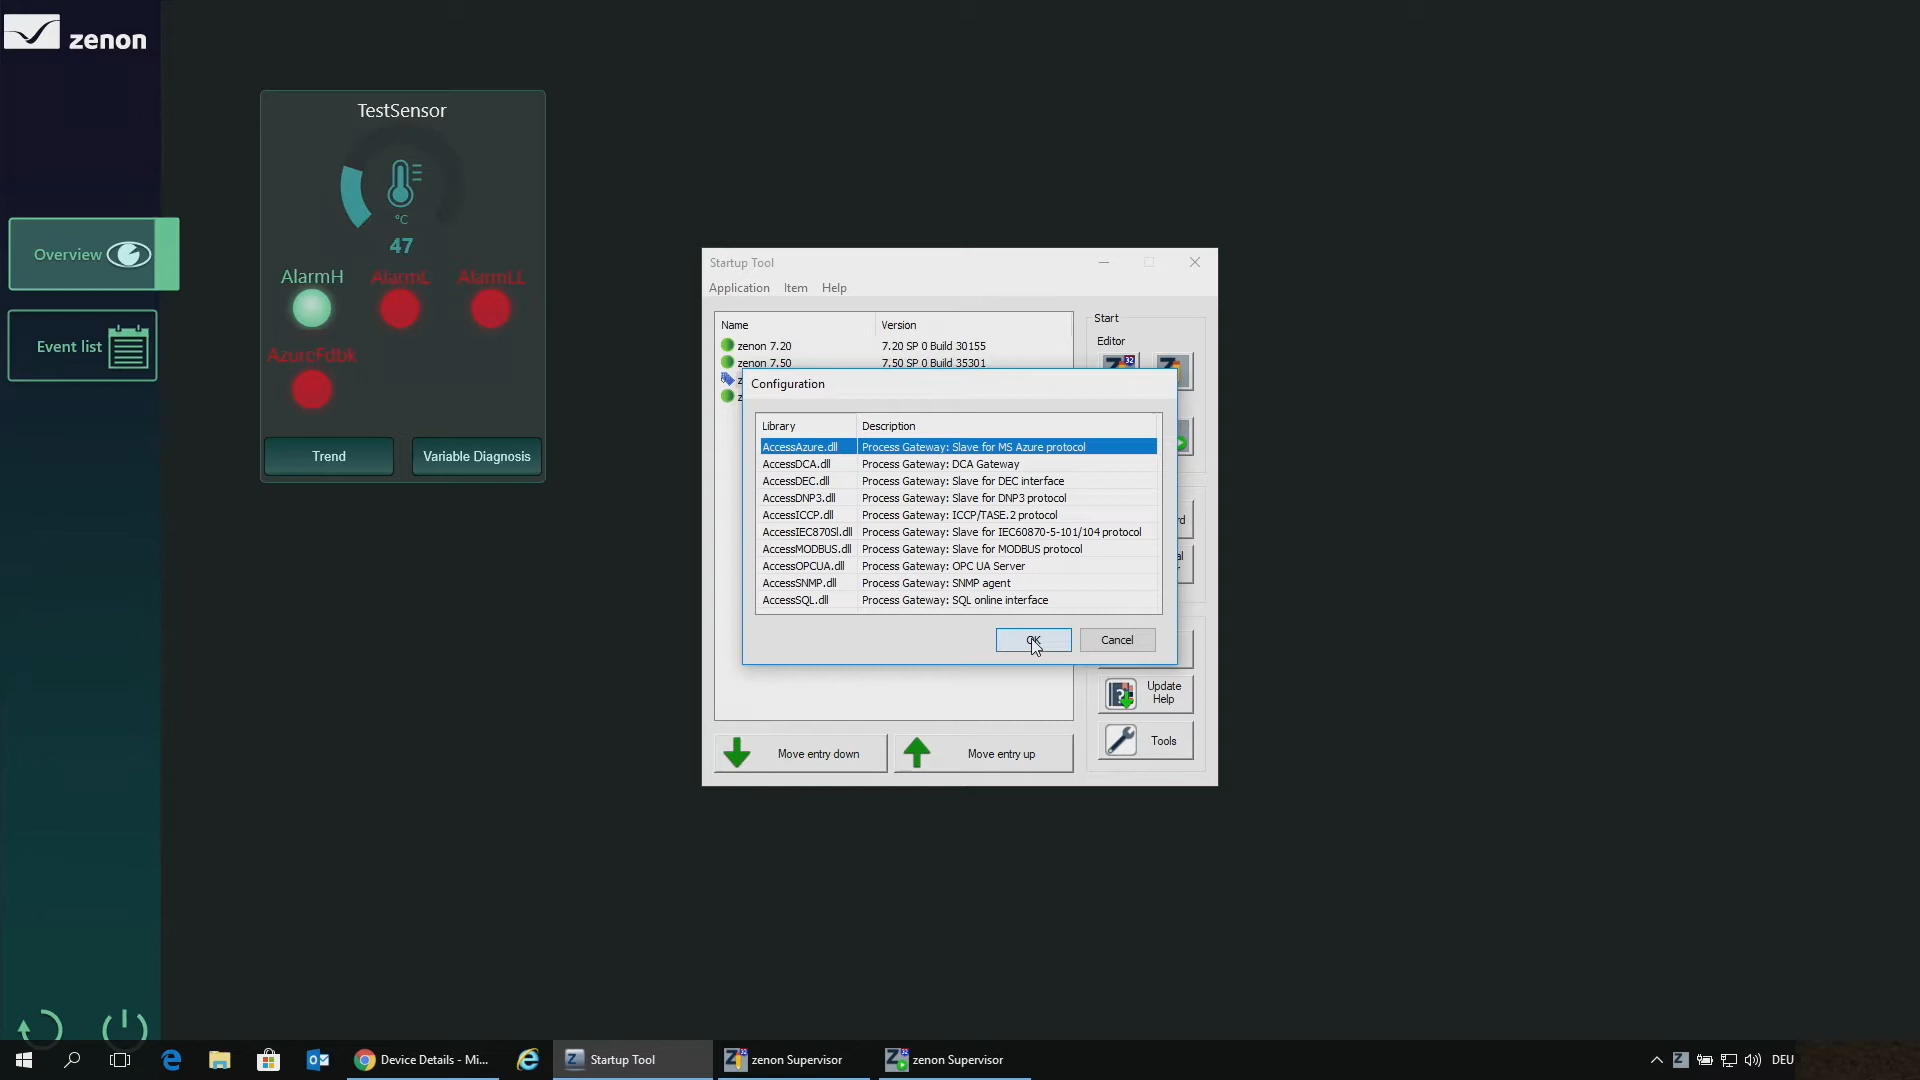 zenon
Overview
Event list
TestSensor
°C
47
AlarmH
AlarmL
AlarmLL
AzureFdbk
Trend
Variable Diagnosis
Startup Tool
Application Item Help
Name Version
zenon 7.20 7.20 SP 0 Build 30155
zenon 7.50 7.50 SP 0 Build 35301
Start
Editor
32
Configuration
Library Description
AccessAzure.dll Process Gateway: Slave for MS Azure protocol
AccessDCA.dll Process Gateway: DCA Gateway
AccessDEC.dll Process Gateway: Slave for DEC interface
AccessDNP3.dll Process Gateway: Slave for DNP3 protocol
AccessICCP.dll Process Gateway: ICCP/TASE.2 protocol
AccessIEC870Sl.dll Process Gateway: Slave for IEC60870-5-101/104 protocol
AccessMODBUS.dll Process Gateway: Slave for MODBUS protocol
AccessOPCUA.dll Process Gateway: OPC UA Server
AccessSNMP.dll Process Gateway: SNMP agent
AccessSQL.dll Process Gateway: SQL online interface
OK Cancel
Update
Help
Tools
Move entry down Move entry up
Device Details - Mi...
Startup Tool
zenon Supervisor
zenon Supervisor
DEU